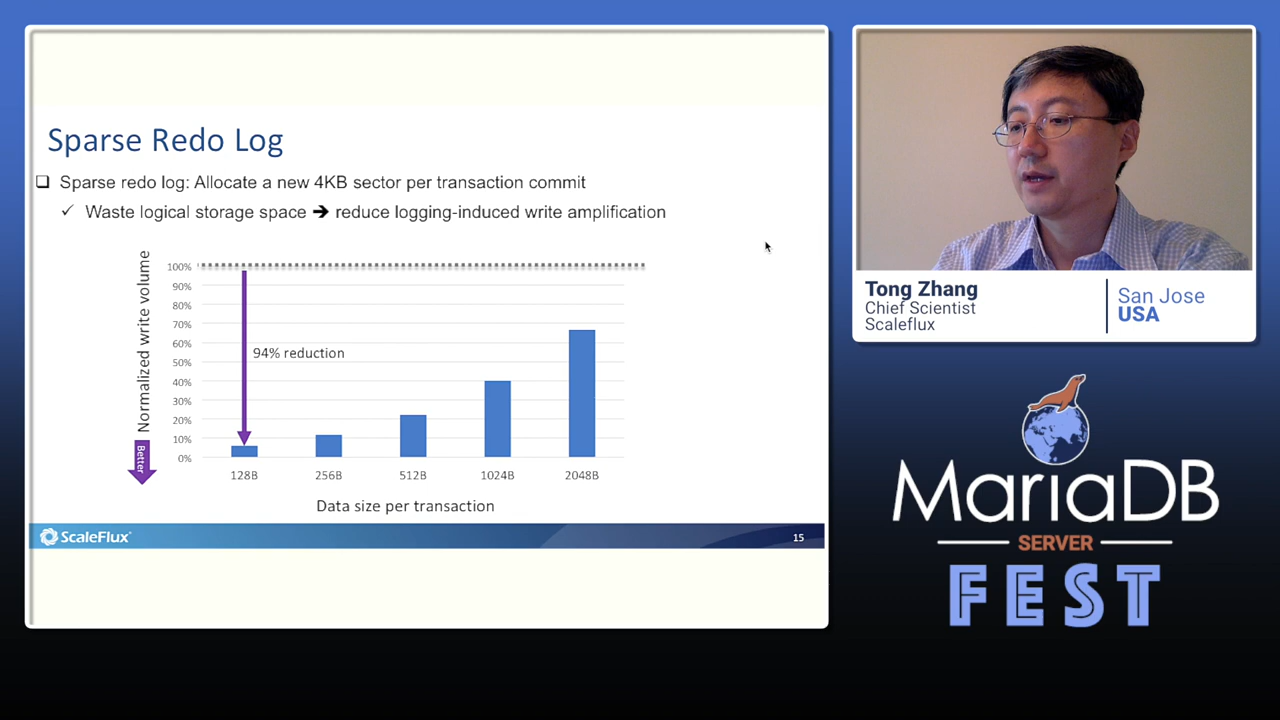 Sparse Redo Log
❑ Sparse redo log: Allocate a new 4KB sector per transaction commit
✓ Waste logical storage space ➔ reduce logging-induced write amplification
Normalized write volume
Better
100%
90%
80%
70%
60%
50%
40%
30%
20%
10%
0%
94% reduction
128B 256B 512B 1024B 2048B
Data size per transaction
ScaleFlux
15
Tong Zhang
Chief Scientist
Scaleflux
San Jose
USA
MariaDB
SERVER
FEST